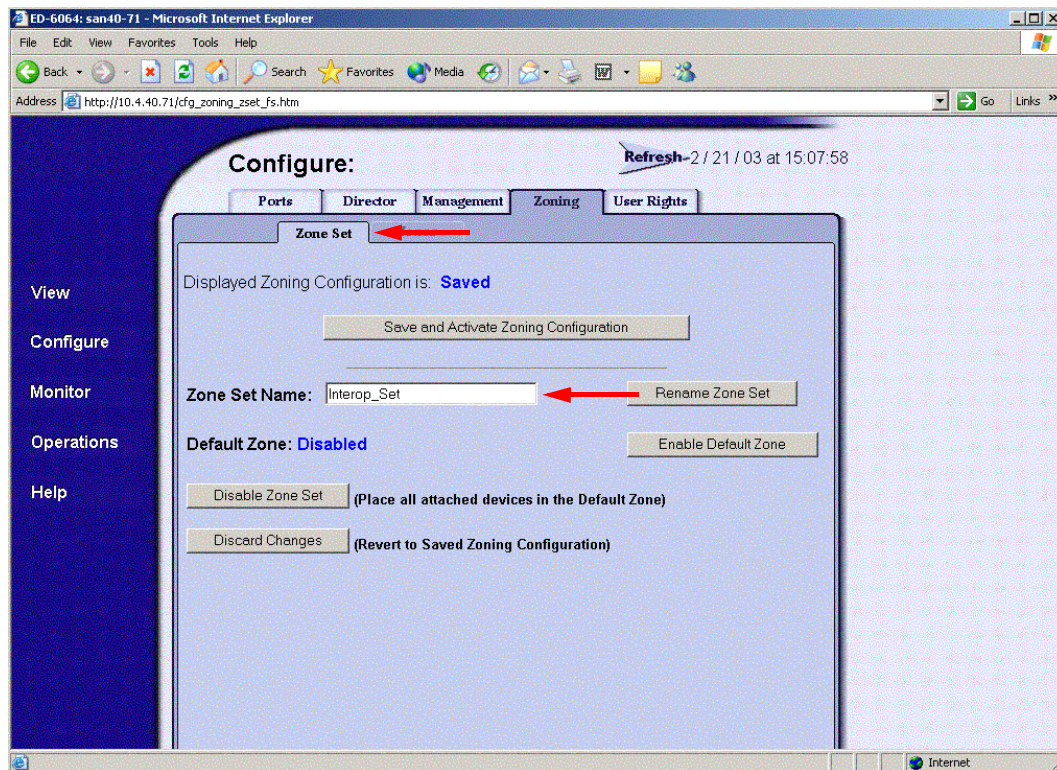 ED-6064: san40-71 - Microsoft Internet Explorer
File Edit View Favorites Tools Help
Back Search Favorites Media
Address http://10.4.40.71/cfg_zoning_zset_fs.htm Go Links »
Configure:
Refresh-2 / 21 / 03 at 15:07:58
Ports Director Management Zoning User Rights
Zone Set
Displayed Zoning Configuration is: Saved
View
Save and Activate Zoning Configuration
Configure
Monitor
Zone Set Name: Interop_Set Rename Zone Set
Operations
Default Zone: Disabled Enable Default Zone
Help
Disable Zone Set (Place all attached devices in the Default Zone)
Discard Changes (Revert to Saved Zoning Configuration)
Internet